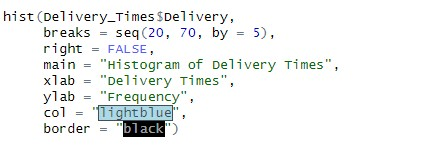 hist(Delivery_Times$Delivery,
breaks = seq(20, 70, by = 5),
right = FALSE,
main = "Histogram of Delivery Times",
xlab = "Delivery Times",
ylab = "Frequency",
col = "lightblue",
border = "black")